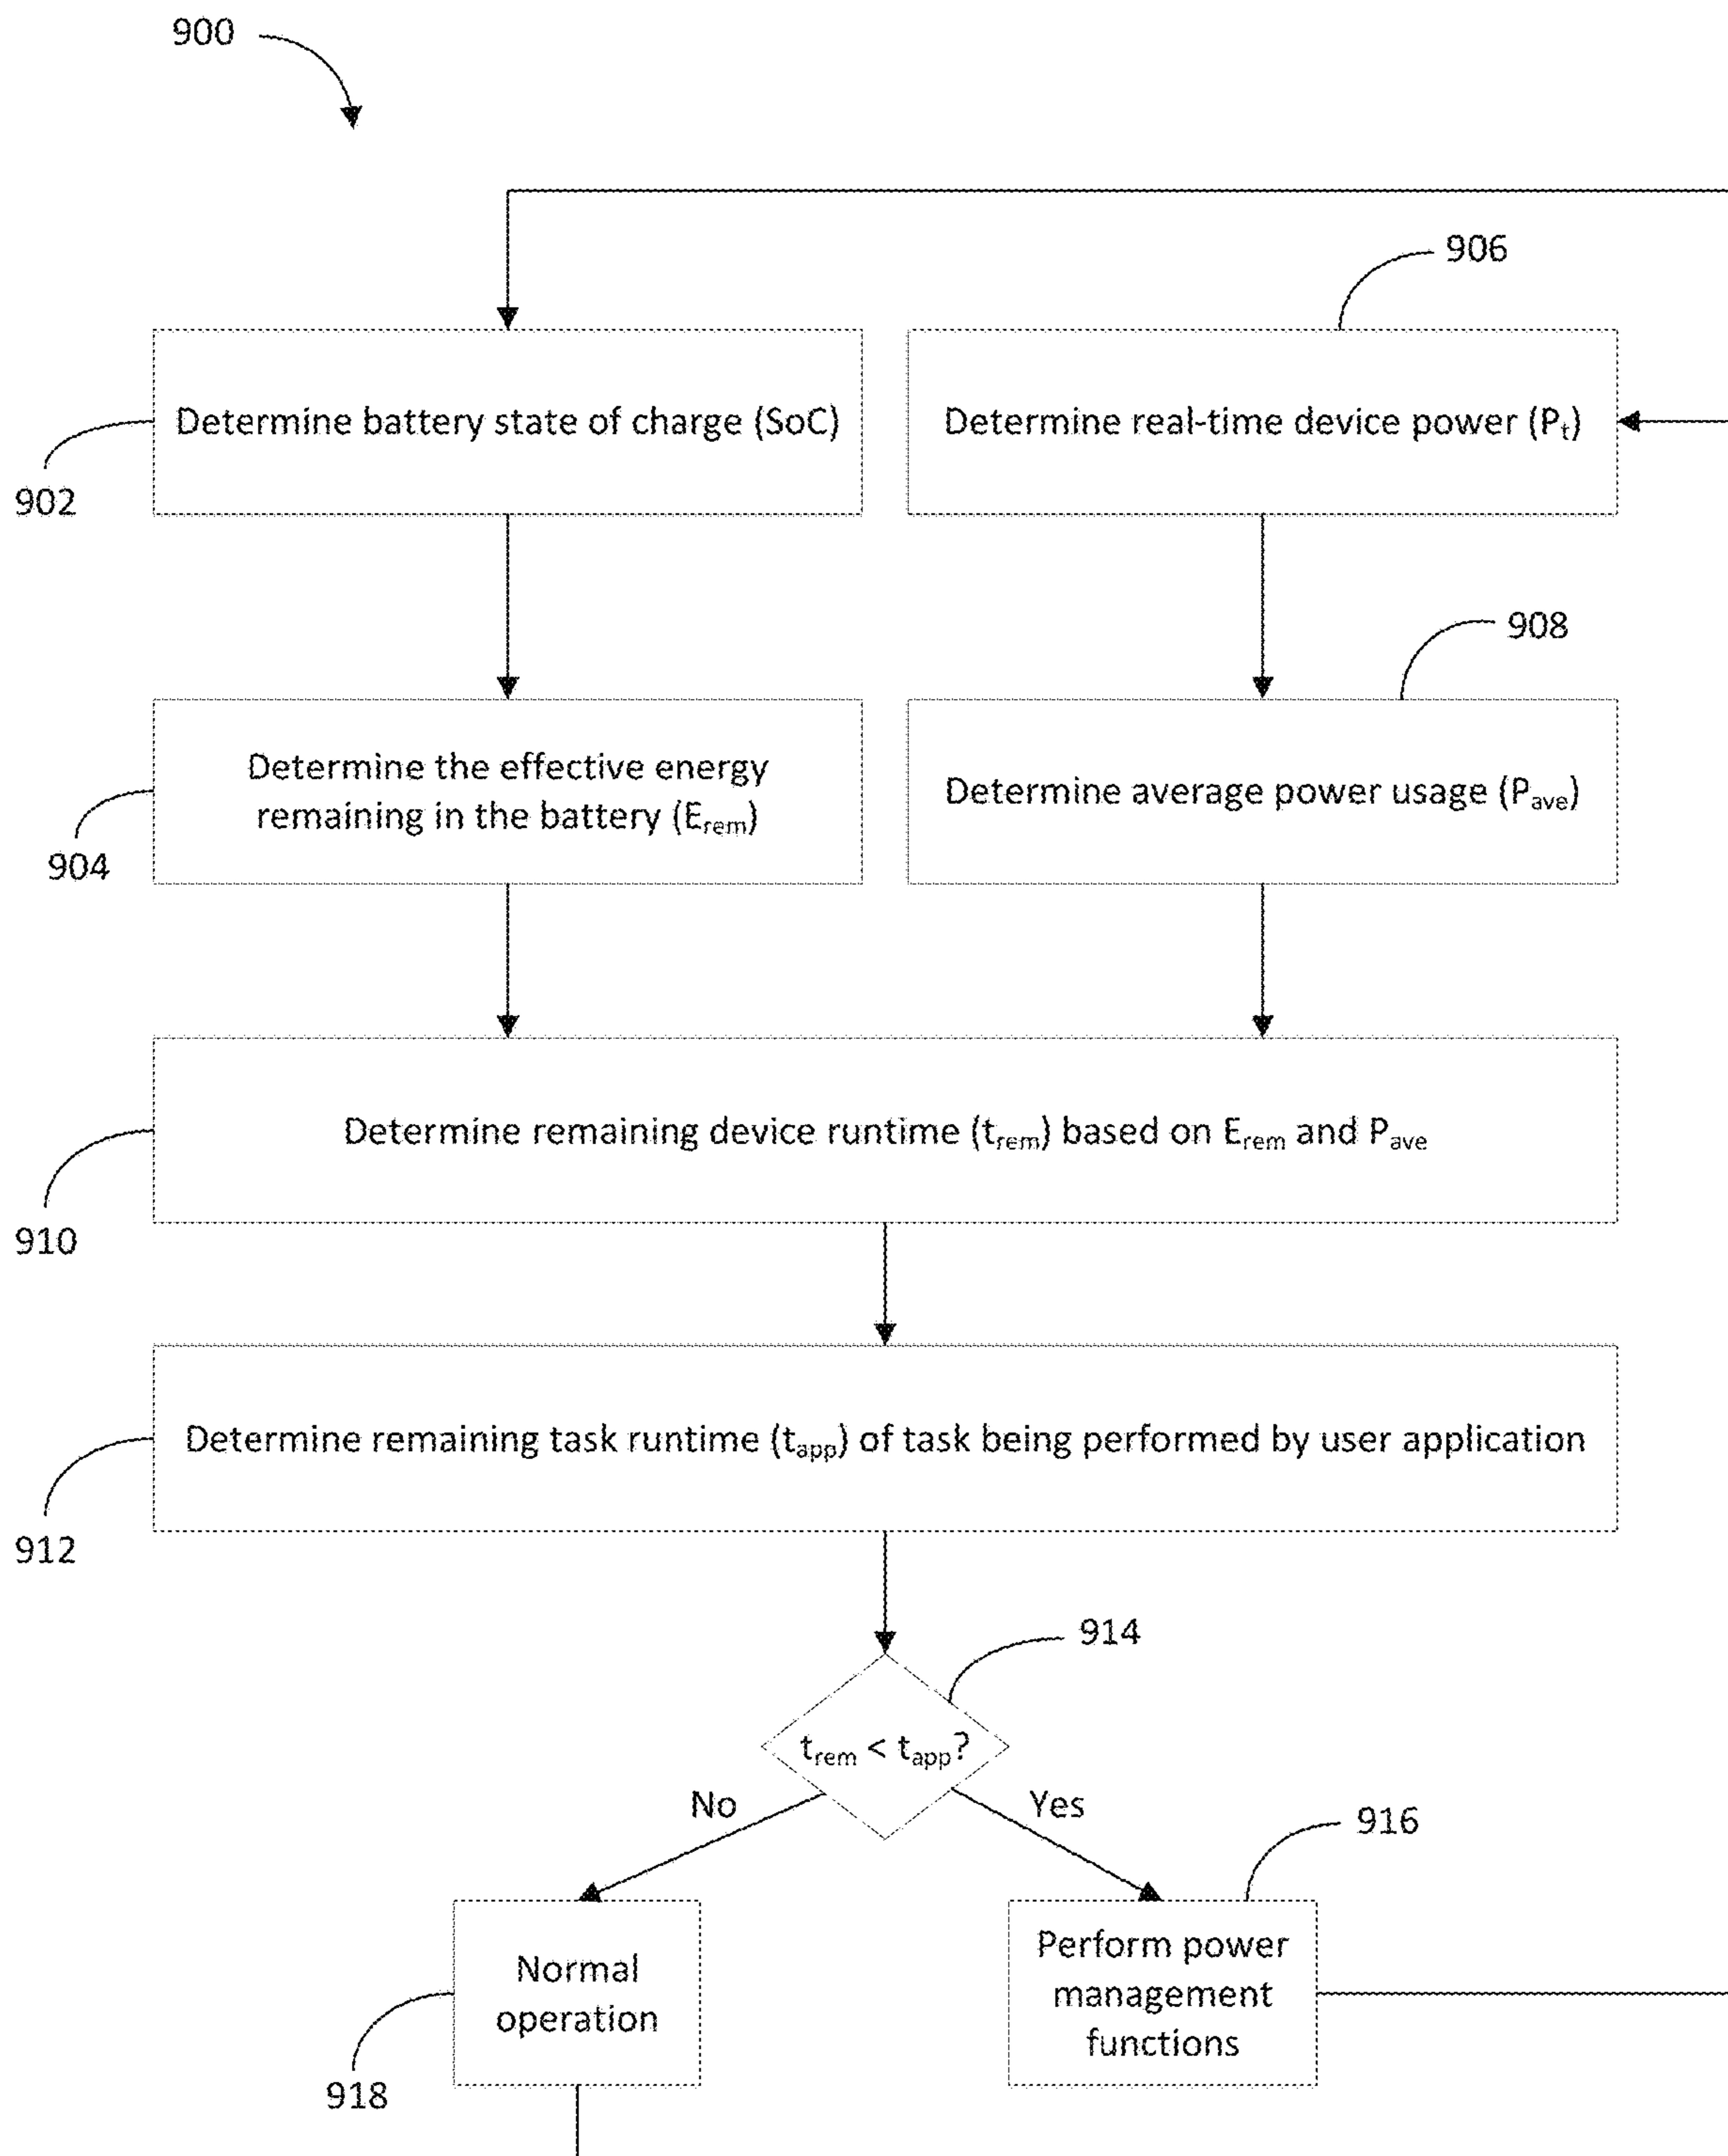 900
906
Determine battery state of charge (SoC)
Determine real-time device power (Pt)
902
908
Determine the effective energy
remaining in the battery (Erem)
Determine average power usage (Pave)
904
Determine remaining device runtime (trem) based on Erem and Pave
910
Determine remaining task runtime (tapp) of task being performed by user application
912
914
trem < tapp?
No
Yes
916
Normal
operation
Perform power
management
functions
918